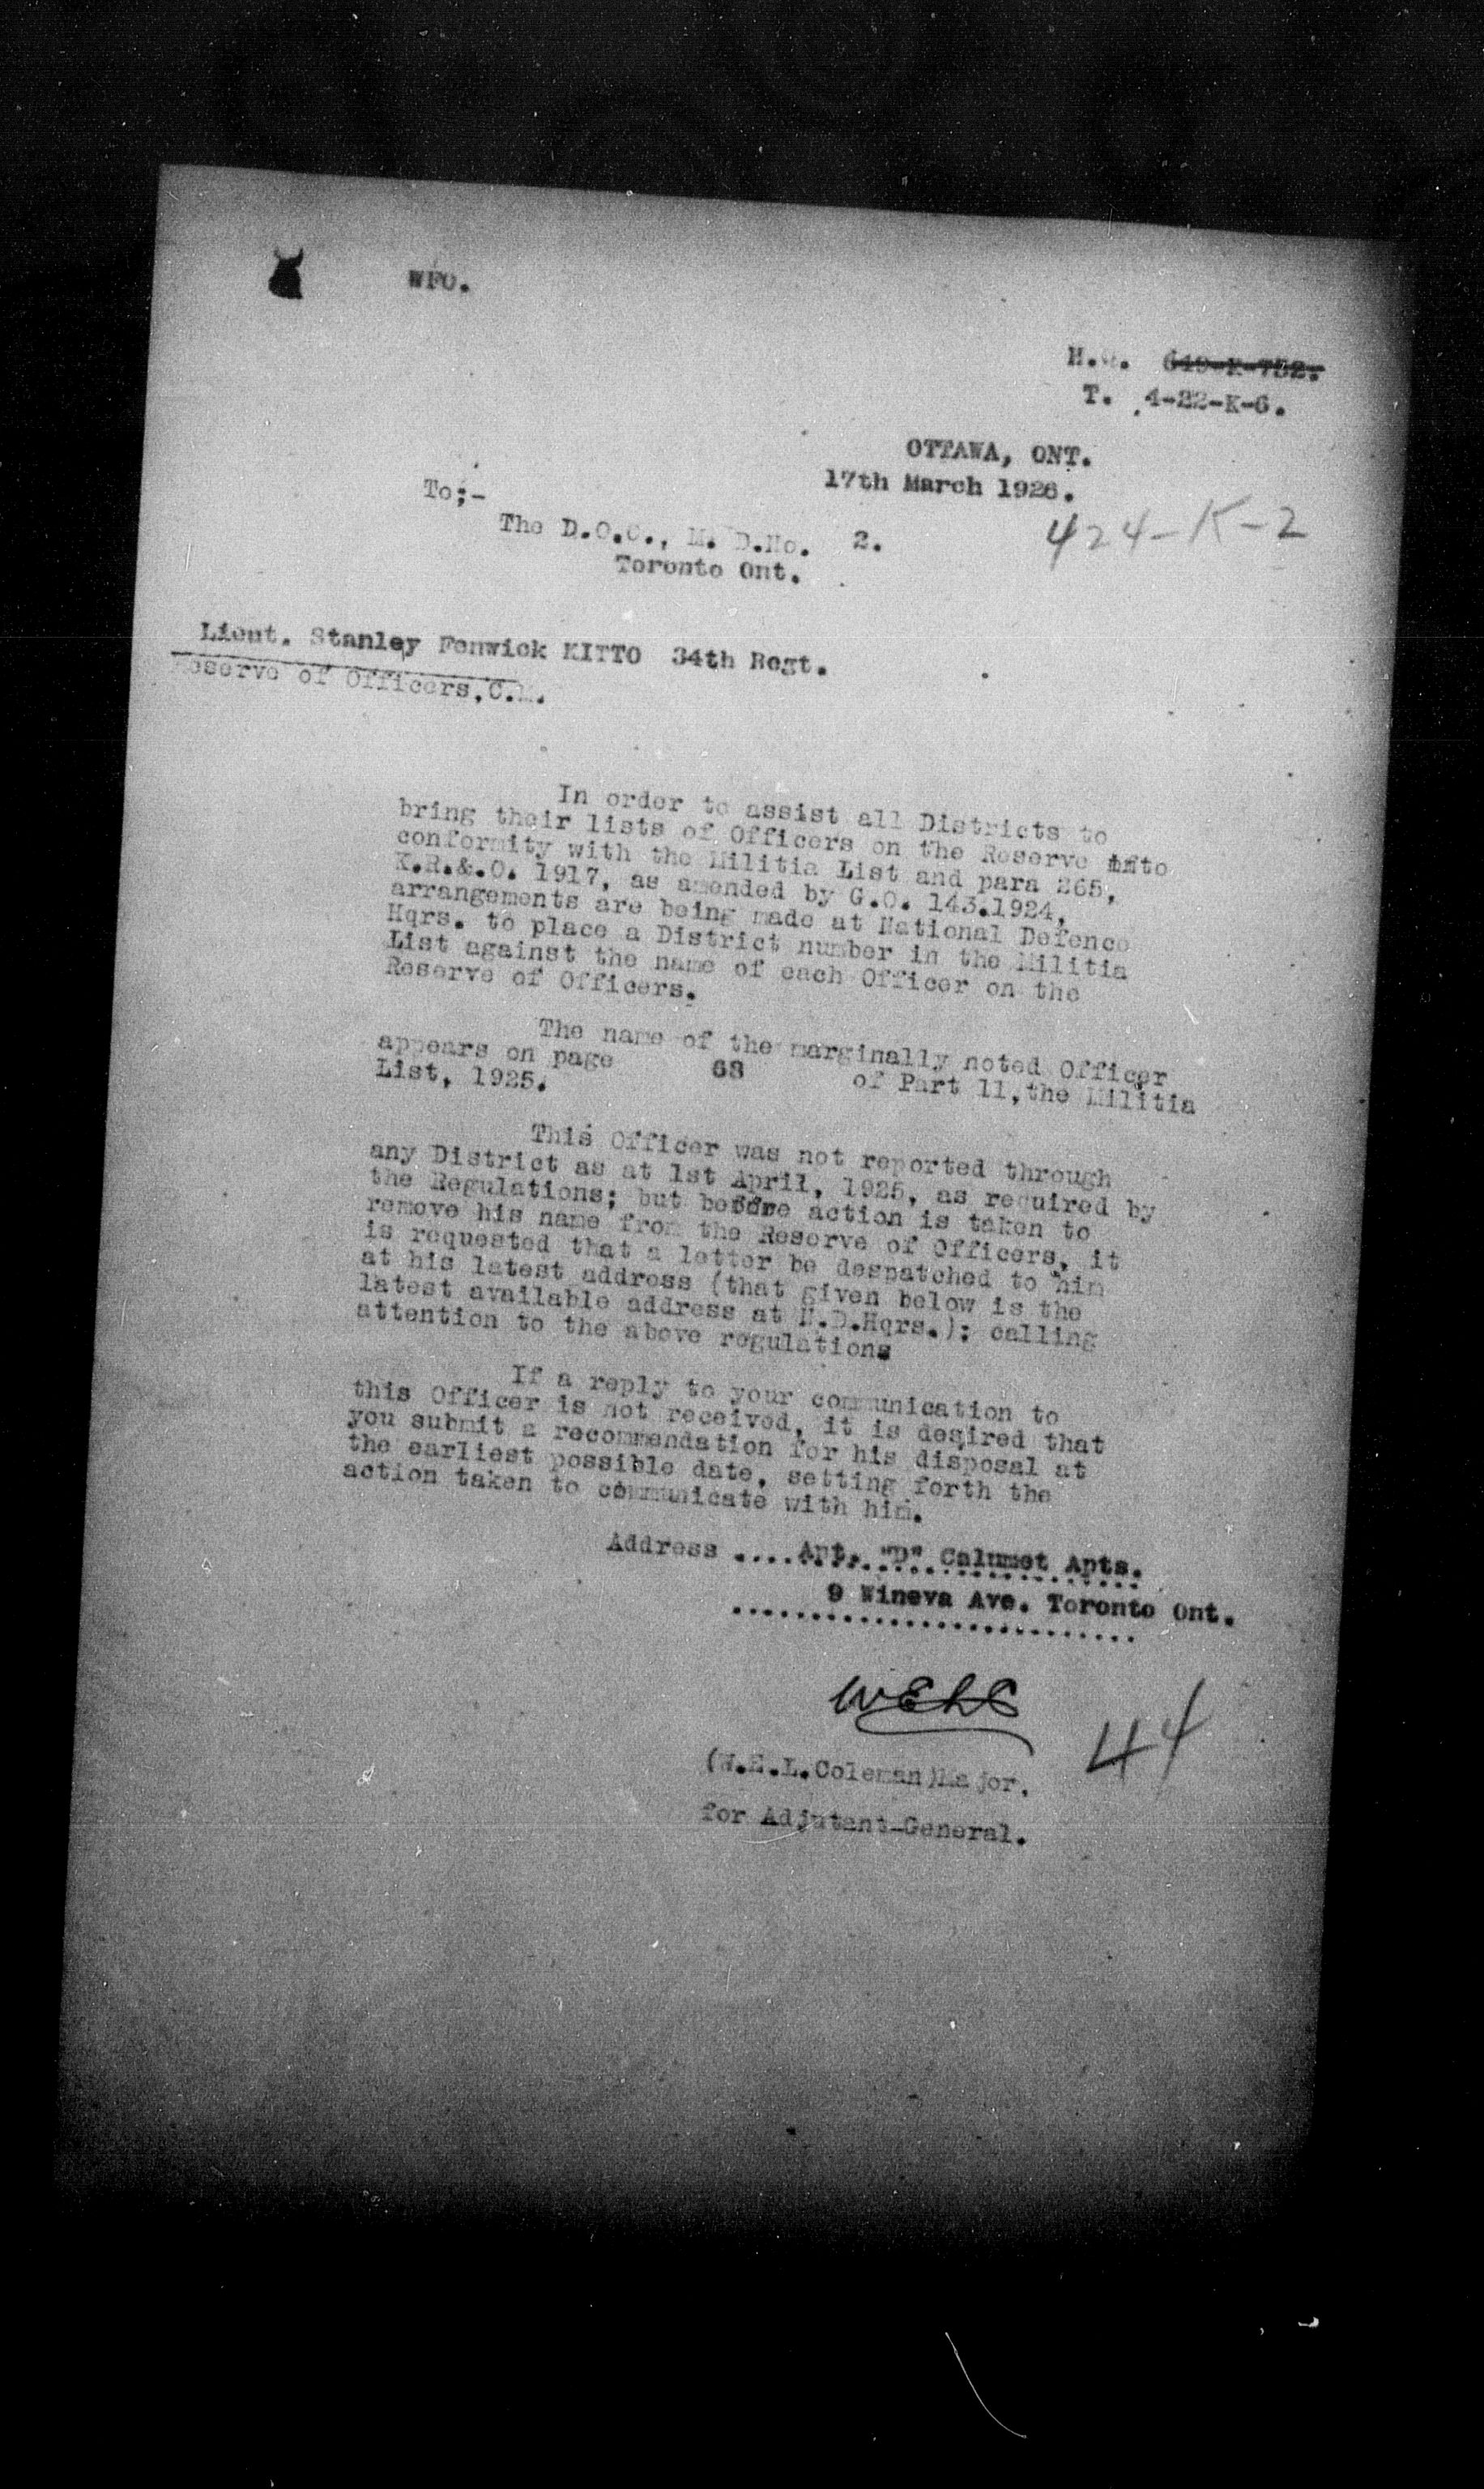 WFO.
H.Q. 649-K-752.
T. 4-22-K-6.
OTTAWA, ONT.
17th March 1926.
424-K-2
To;-
The D.O.C., M. D.No. 2.
Toronto Ont.
Lieut. Stanley Fenwick KITTO 34th Regt.
Reserve of Officers,C.M.
In order to assist all Districts to
bring their lists of Officers on the Reserve into
conformity with the Militia List and para 265,
K.R.&.O. 1917, as amended by G.O. 143.1924,
arrangements are being made at National Defence
Hqrs. to place a District number in the Militia
List against the name of each Officer on the
Reserve of Officers.
The name of the marginally noted Officer
appears on page 68 of Part 11,the Militia
List, 1925.
This Officer was not reported through
any District as at 1st April, 1925, as required by
the Regulations; but before action is taken to
remove his name from the Reserve of Officers, it
is requested that a letter be despatched to him
at his latest address (that given below is the
latest available address at N.D.Hqrs.); calling
attention to the above regulations
If a reply to your communication to
this Officer is not received, it is desired that
you submit a recommendation for his disposal at
the earliest possible date, setting forth the
action taken to communicate with him.
Address .... Apt. "D" Calumet Apts.
9 Wineva Ave. Toronto Ont.
WELC
44
(W.E.L.Coleman)Major.
for Adjutant-General.